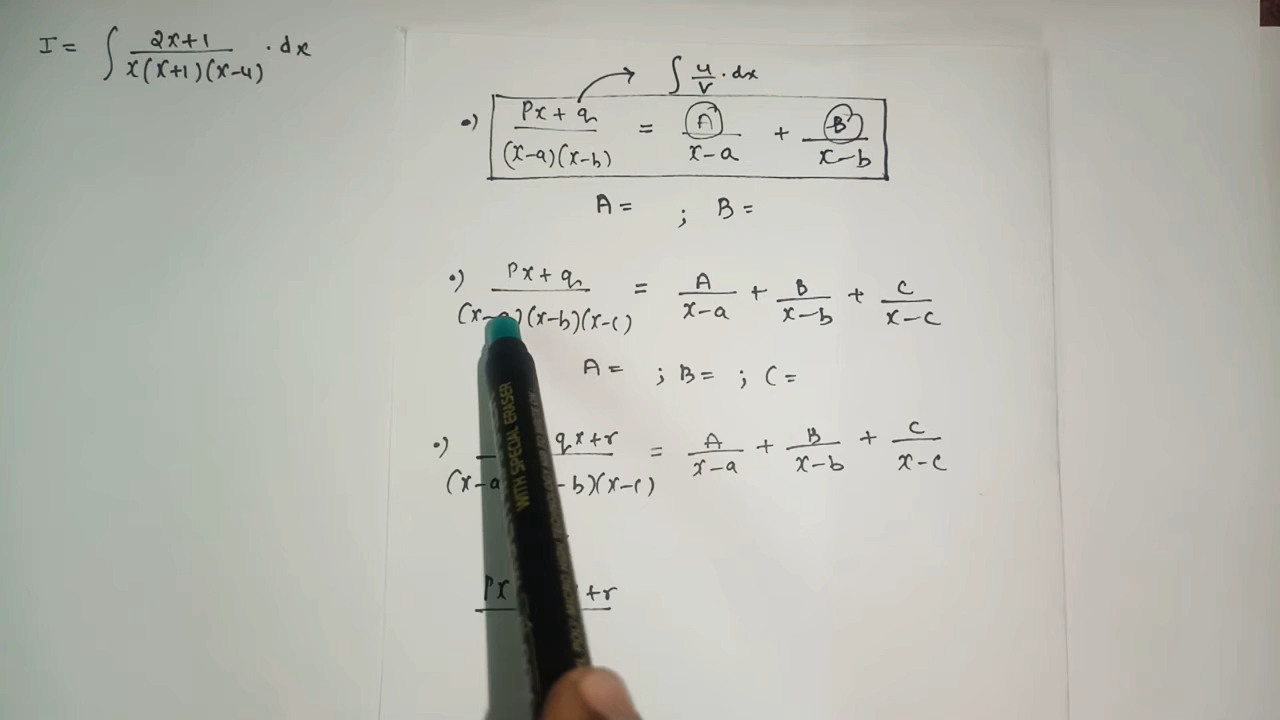 I = ∫ 2x+1 / x(x+1)(x-4) . dx
∫ u/v . dx
•) Px + q / (x-a)(x-b) = A / x-a + B / x-b
A = ; B =
•) Px + q / (x-a)(x-b)(x-c) = A / x-a + B / x-b + C / x-c
A = ; B = ; C =
•) qx+r / (x-a -b)(x-c) = A / x-a + B / x-b + C / x-c
Px +r
WITH SPECIAL ERASER